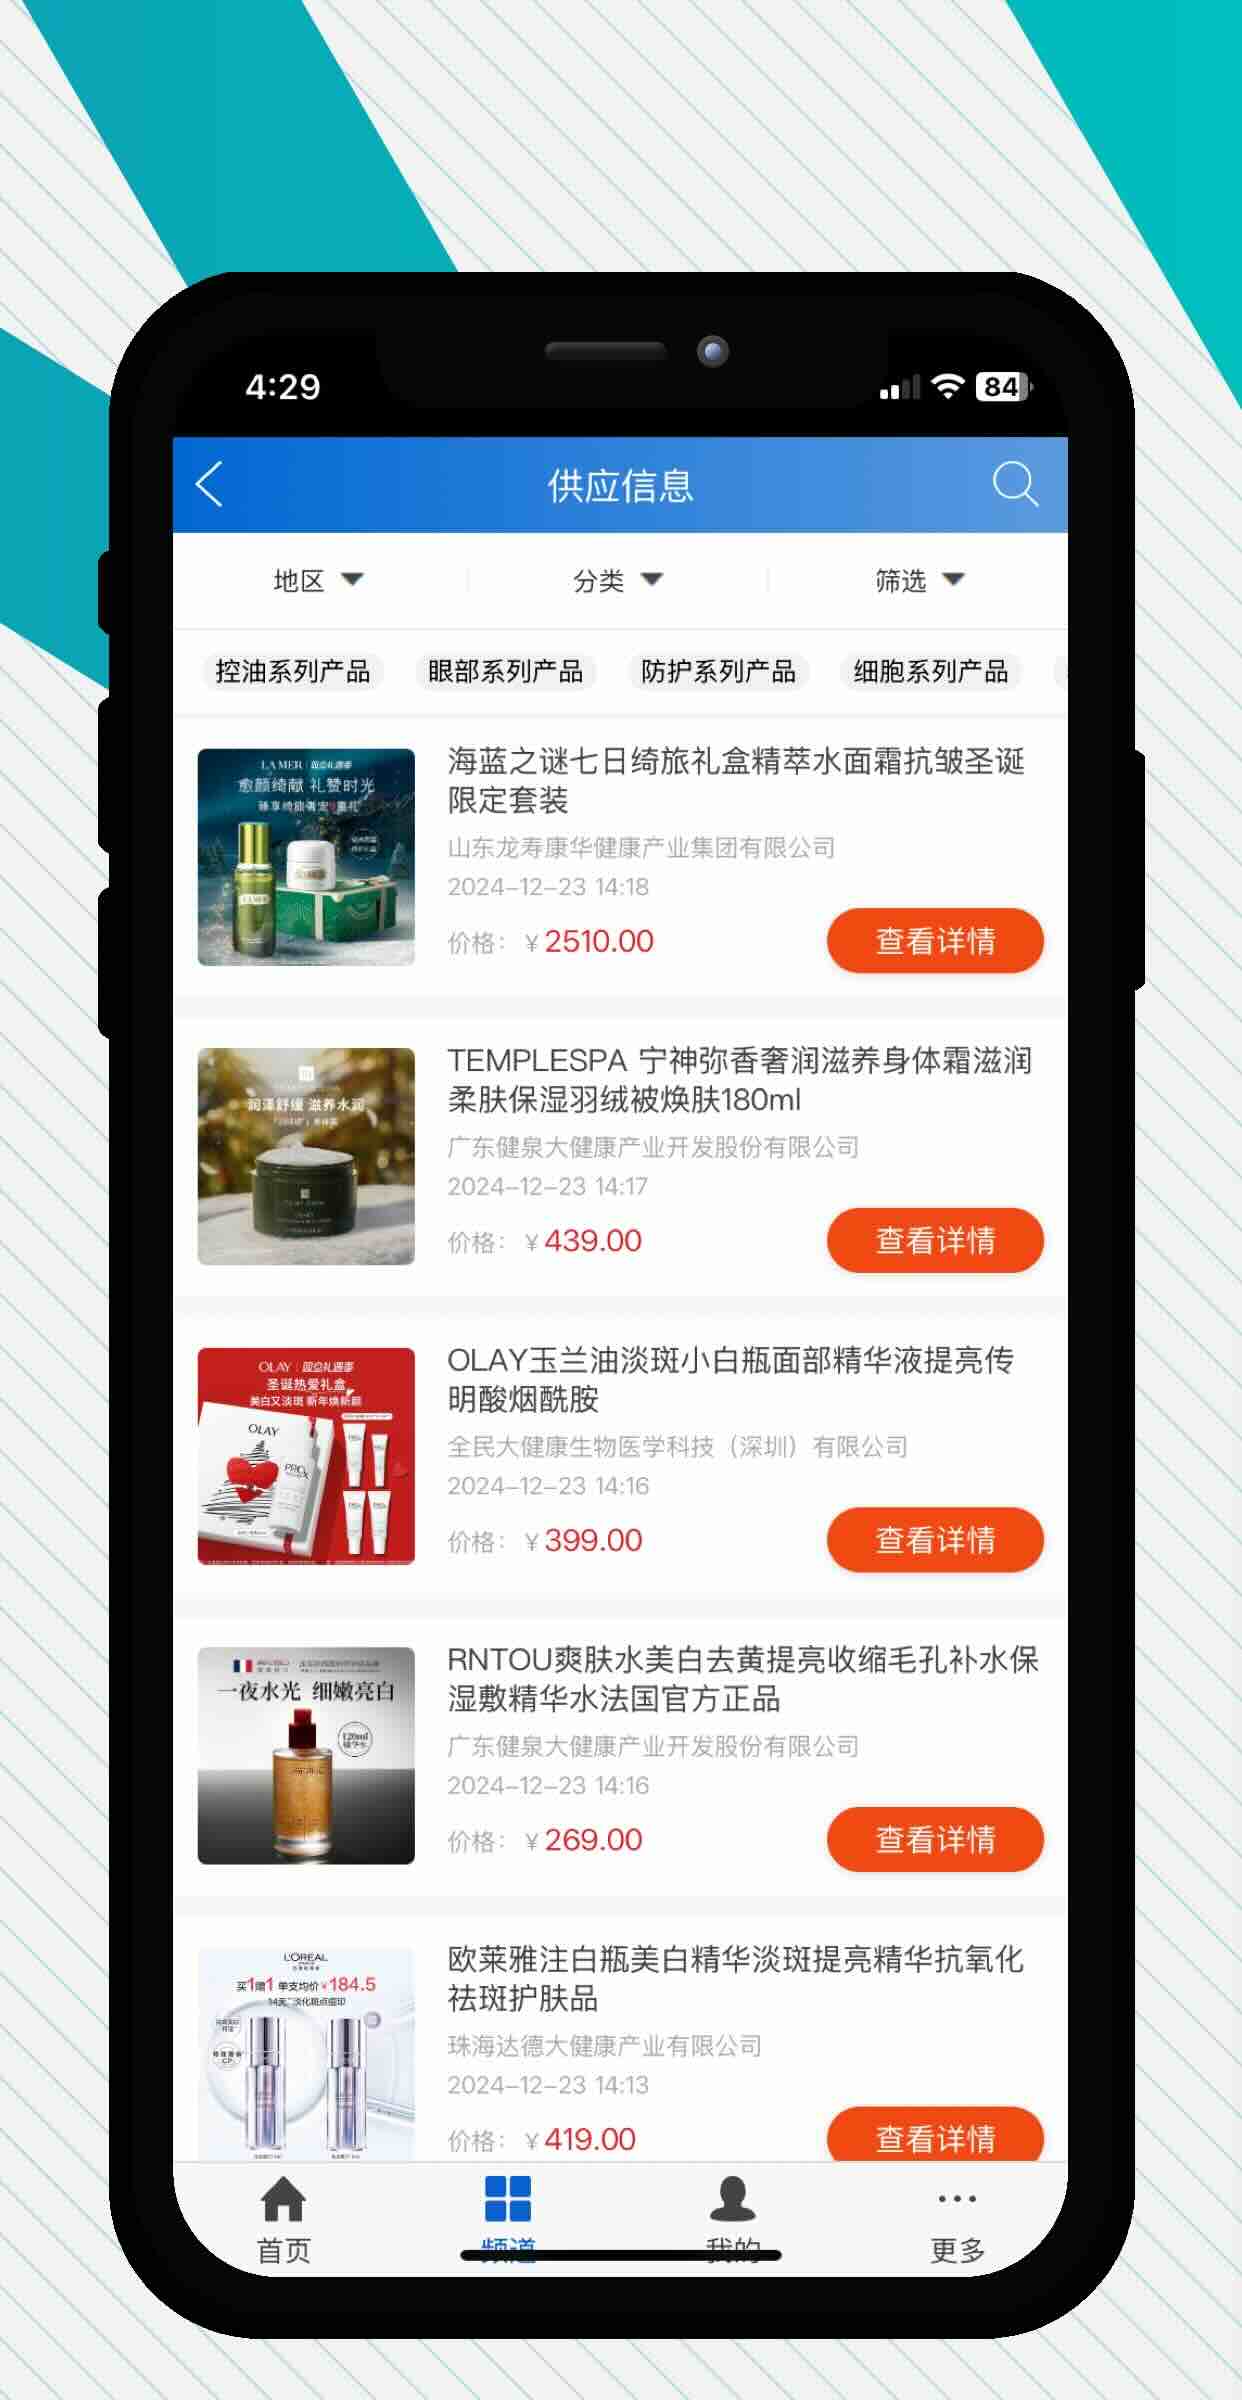 4:29
84
供应信息
地区
分类
筛选
控油系列产品
眼部系列产品
防护系列产品
细胞系列产品
LA MER
愈颜绮献 礼赞时光
海蓝之谜七日绮旅礼盒精萃水面霜抗皱圣诞
限定套装
山东龙寿康华健康产业集团有限公司
2024-12-23 14:18
价格: ￥2510.00
查看详情
润泽舒缓 滋养水润
TEMPLESPA 宁神弥香奢润滋养身体霜滋润
柔肤保湿羽绒被焕肤180ml
广东健泉大健康产业开发股份有限公司
2024-12-23 14:17
价格: ￥439.00
查看详情
OLAY
圣诞热爱礼盒
美白又淡斑 新年焕新颜
OLAY
OLAY玉兰油淡斑小白瓶面部精华液提亮传
明酸烟酰胺
全民大健康生物医学科技（深圳）有限公司
2024-12-23 14:16
价格: ￥399.00
查看详情
一夜水光 细嫩亮白
120ml
RNTOU爽肤水美白去黄提亮收缩毛孔补水保
湿敷精华水法国官方正品
广东健泉大健康产业开发股份有限公司
2024-12-23 14:16
价格: ￥269.00
查看详情
L'OREAL
买1赠1 单支均价￥184.5
欧莱雅注白瓶美白精华淡斑提亮精华抗氧化
祛斑护肤品
珠海达德大健康产业有限公司
2024-12-23 14:13
价格: ￥419.00
查看详情
首页
频道
我的
更多